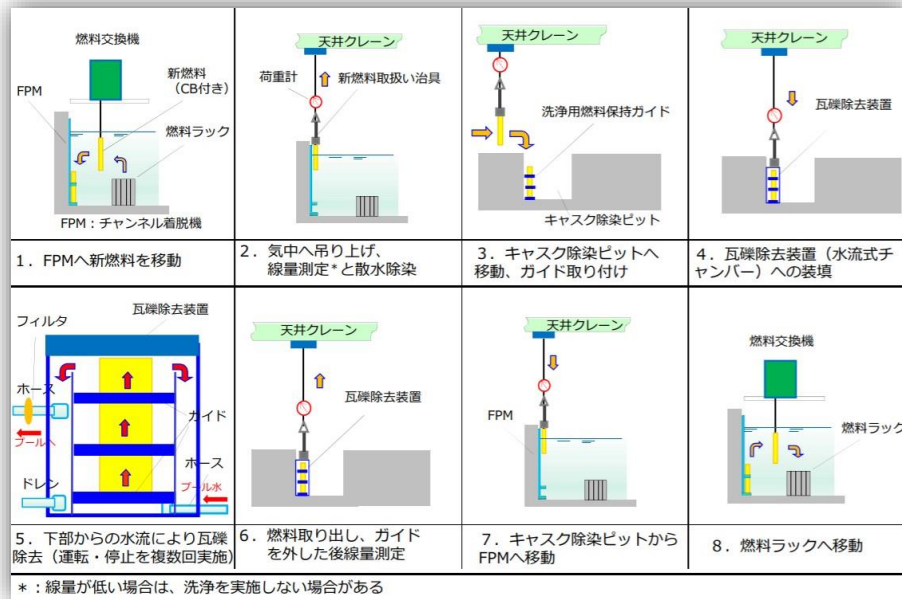 燃料交換機
新燃料
(CB付き)
FPM
燃料ラック
FPM:チャンネル着脱機
1.FPMへ新燃料を移動
天井クレーン
荷重計
新燃料取扱い治具
2.気中へ吊り上げ、
線量測定*と散水除染
天井クレーン
洗浄用燃料保持ガイド
キャスク除染ピット
3.キャスク除染ピットへ
移動、ガイド取り付け
天井クレーン
瓦礫除去装置
4.瓦礫除去装置(水流式チ
ャンバー)への装填
瓦礫除去装置
フィルタ
ホース
プールへ
ガイド
ドレン
ホース
プール水
5.下部からの水流により瓦礫
除去(運転・停止を複数回実施)
天井クレーン
瓦礫除去装置
6.燃料取り出し、ガイド
を外した後線量測定
天井クレーン
FPM
7.キャスク除染ピットから
FPMへ移動
燃料交換機
燃料ラック
8.燃料ラックへ移動
*:線量が低い場合は、洗浄を実施しない場合がある